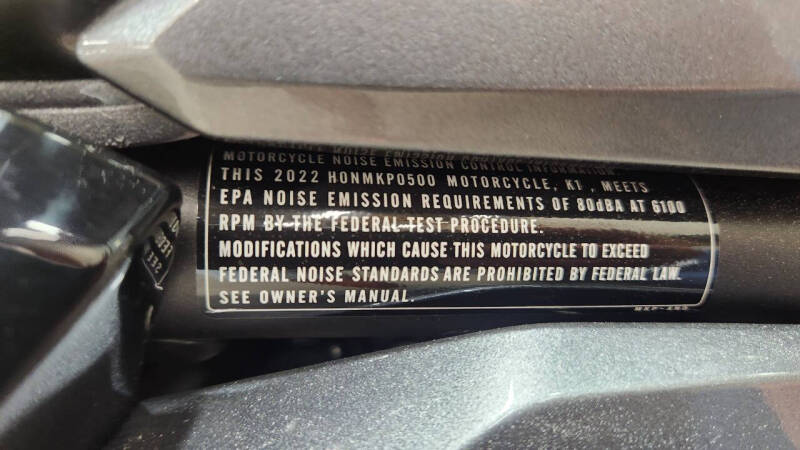 MOTORCYCLE NOISE EMISSION CONTROL INFORMATION.
THIS 2022 HONMKP0500 MOTORCYCLE, K1 , MEETS
EPA NOISE EMISSION REQUIREMENTS OF 80dBA AT 6100
RPM BY THE FEDERAL TEST PROCEDURE.
MODIFICATIONS WHICH CAUSE THIS MOTORCYCLE TO EXCEED
FEDERAL NOISE STANDARDS ARE PROHIBITED BY FEDERAL LAW.
SEE OWNER'S MANUAL.